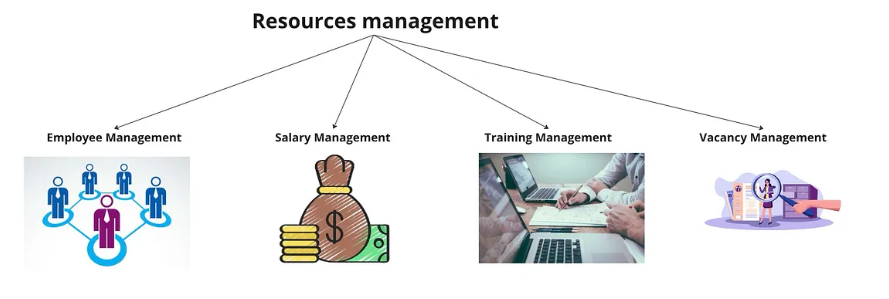 Resources management
Employee Management
Salary Management
Training Management
Vacancy Management
$